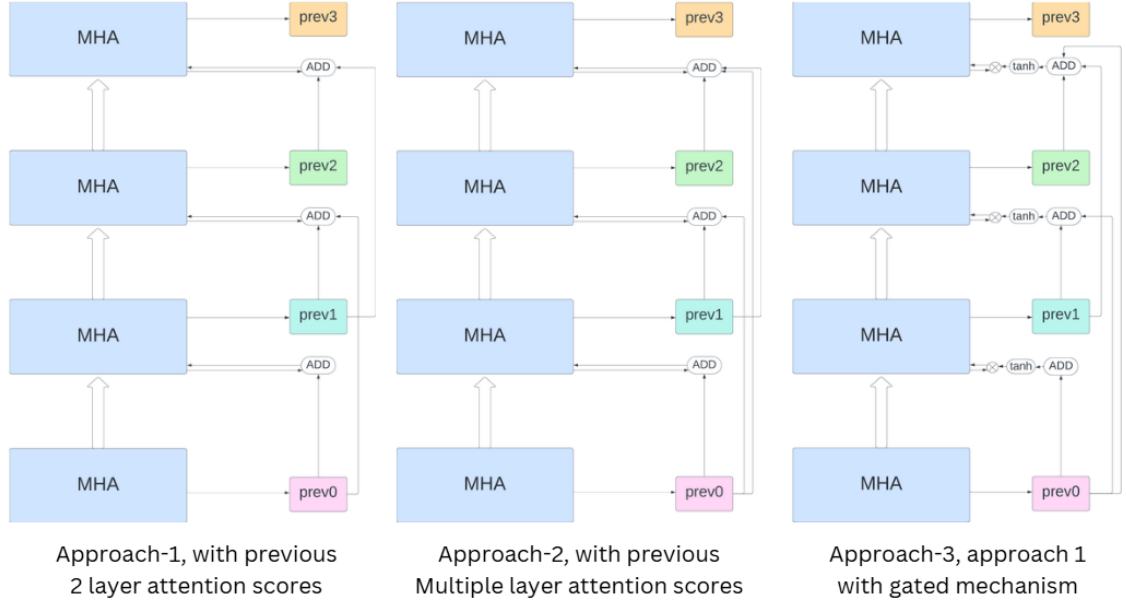 MHA
prev3
ADD
MHA
prev2
ADD
MHA
prev1
ADD
MHA
prev0
Approach-1, with previous
2 layer attention scores
MHA
prev3
ADD
MHA
prev2
ADD
MHA
prev1
ADD
MHA
prev0
Approach-2, with previous
Multiple layer attention scores
MHA
prev3
tanh
ADD
MHA
prev2
tanh
ADD
MHA
prev1
tanh
ADD
MHA
prev0
Approach-3, approach 1
with gated mechanism